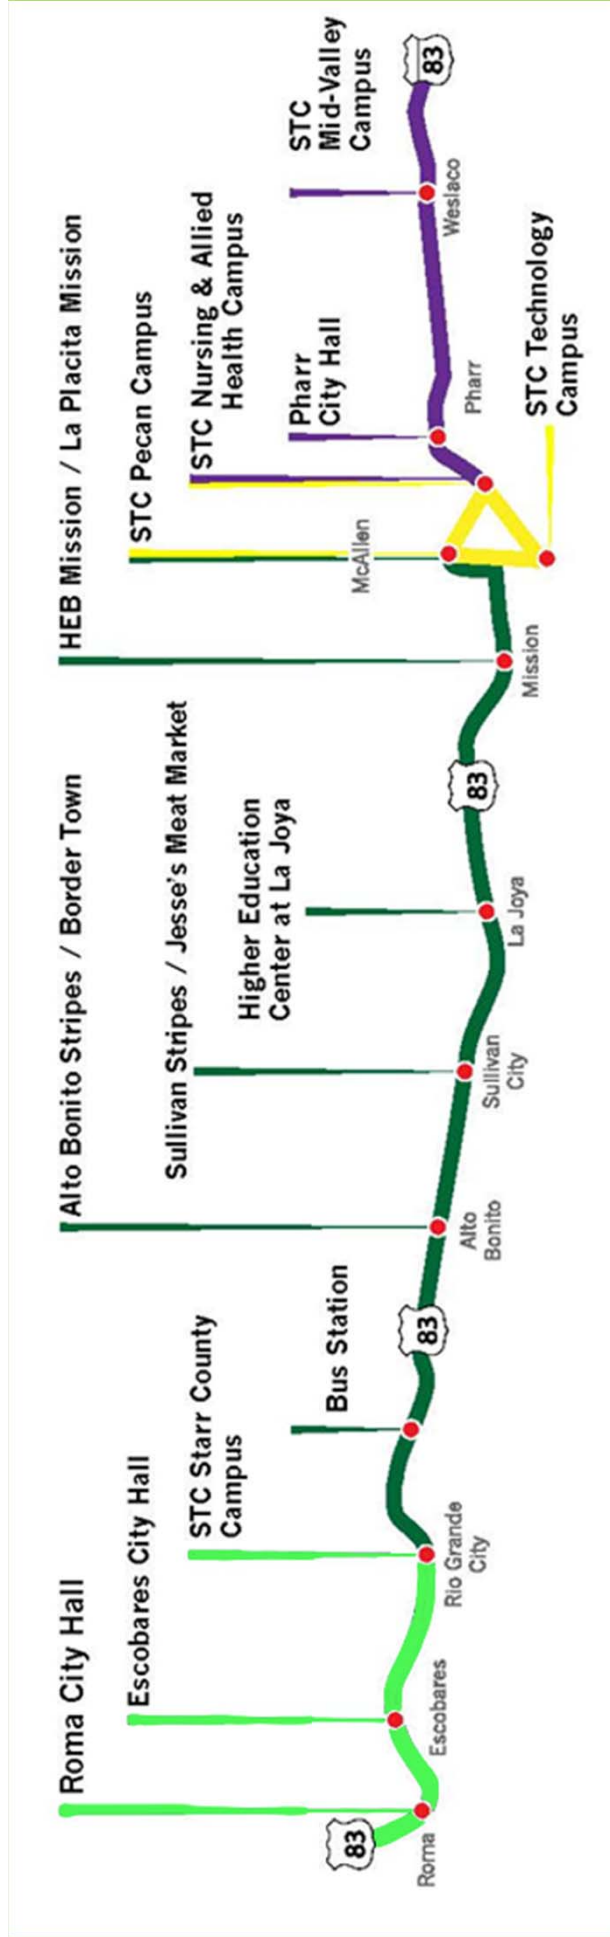 Roma City Hall
Escobares City Hall
STC Starr County
Campus
Bus Station
Alto Bonito Stripes / Border Town
Sullivan Stripes / Jesse's Meat Market
Higher Education
Center at La Joya
HEB Mission / La Placita Mission
STC Pecan Campus
STC Nursing & Allied
Health Campus
Pharr
City Hall
STC
Mid-Valley
Campus
STC Technology
Campus
83
Roma
Escobares
Rio Grande
City
83
Alto
Bonito
Sullivan
City
La Joya
83
Mission
McAllen
Pharr
Weslaco
83